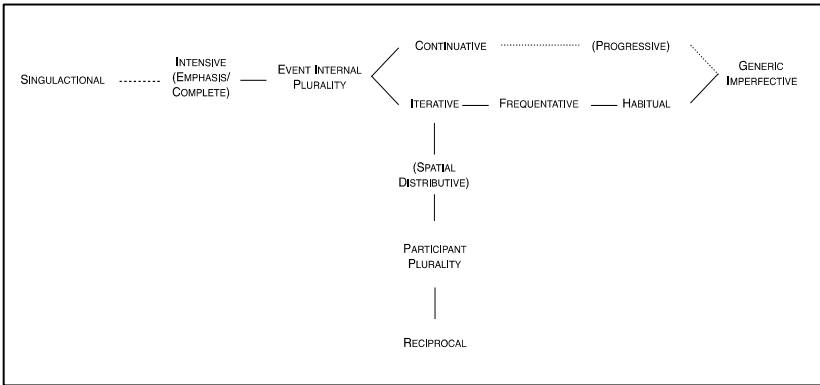 SINGULACTIONAL
INTENSIVE
(EMPHASIS/
COMPLETE)
EVENT INTERNAL
PLURALITY
CONTINUATIVE
(PROGRESSIVE)
GENERIC
IMPERFECTIVE
ITERATIVE
FREQUENTATIVE
HABITUAL
(SPATIAL
DISTRIBUTIVE)
PARTICIPANT
PLURALITY
RECIPROCAL